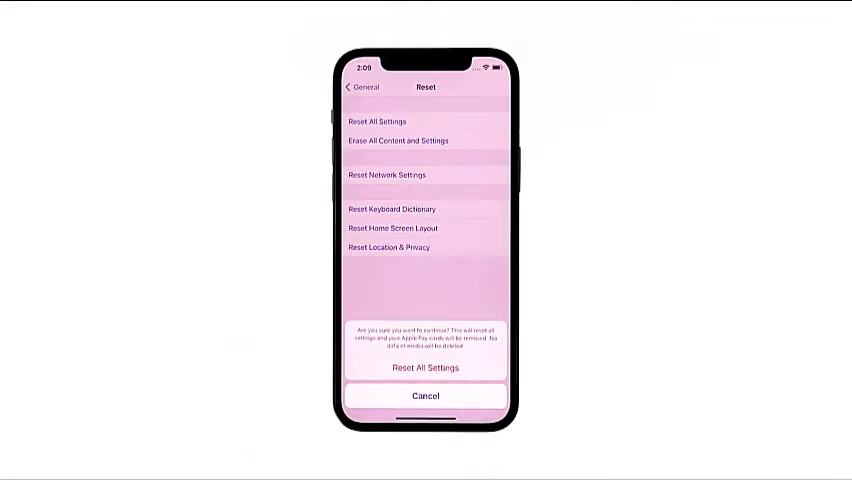 2:09
General
Reset
Reset All Settings
Erase All Content and Settings
Reset Network Settings
Reset Keyboard Dictionary
Reset Home Screen Layout
Reset Location & Privacy
Are you sure you want to continue? This will reset all
settings and your Apple Pay cards will be removed. No
data or media will be deleted
Reset All Settings
Cancel